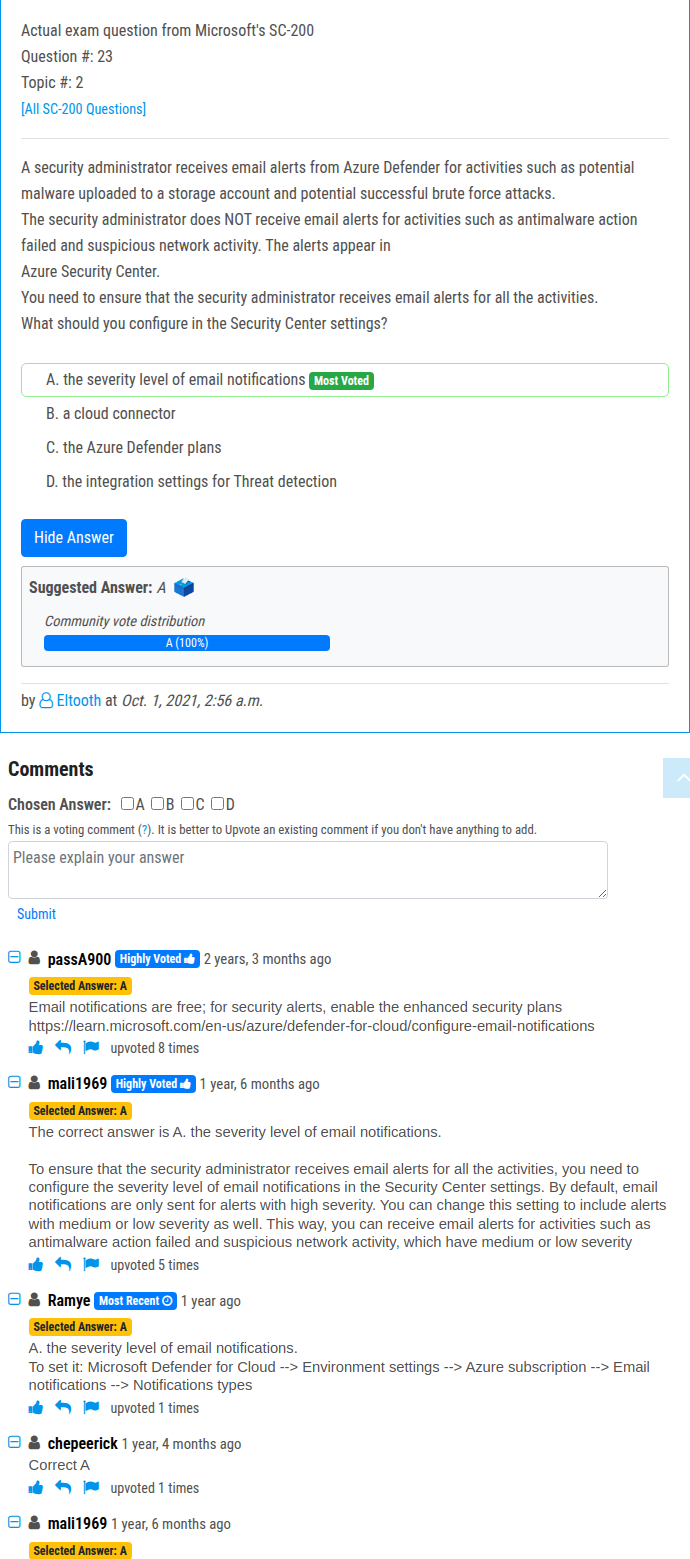 Actual exam question from Microsoft's SC-200
Question #: 23
Topic #: 2
[All SC-200 Questions]
A security administrator receives email alerts from Azure Defender for activities such as potential
malware uploaded to a storage account and potential successful brute force attacks.
The security administrator does NOT receive email alerts for activities such as antimalware action
failed and suspicious network activity. The alerts appear in
Azure Security Center.
You need to ensure that the security administrator receives email alerts for all the activities.
What should you configure in the Security Center settings?
A. the severity level of email notifications Most Voted
B. a cloud connector
C. the Azure Defender plans
D. the integration settings for Threat detection
Hide Answer
Suggested Answer: A
Community vote distribution
A (100%)
by Eltooth at Oct. 1, 2021, 2:56 a.m.
Comments
Chosen Answer: A B C D
This is a voting comment (?). It is better to Upvote an existing comment if you don't have anything to add.
Please explain your answer
Submit
passA900 Highly Voted 2 years, 3 months ago
Selected Answer: A
Email notifications are free; for security alerts, enable the enhanced security plans
https://learn.microsoft.com/en-us/azure/defender-for-cloud/configure-email-notifications
upvoted 8 times
mali1969 Highly Voted 1 year, 6 months ago
Selected Answer: A
The correct answer is A. the severity level of email notifications.
To ensure that the security administrator receives email alerts for all the activities, you need to
configure the severity level of email notifications in the Security Center settings. By default, email
notifications are only sent for alerts with high severity. You can change this setting to include alerts
with medium or low severity as well. This way, you can receive email alerts for activities such as
antimalware action failed and suspicious network activity, which have medium or low severity
upvoted 5 times
Ramye Most Recent 1 year ago
Selected Answer: A
A. the severity level of email notifications.
To set it: Microsoft Defender for Cloud --> Environment settings --> Azure subscription --> Email
notifications --> Notifications types
upvoted 1 times
chepeerick 1 year, 4 months ago
Correct A
upvoted 1 times
mali1969 1 year, 6 months ago
Selected Answer: A